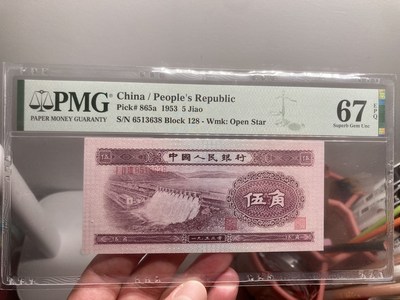 PMG
PAPER MONEY GUARANTY
China / People's Republic
Pick# 865a 1953 5 Jiao
S/N 6513638 Block 128 - Wmk: Open Star
67 EPQ
Superb Gem Unc
中國人民銀行
伍角
一九五三年